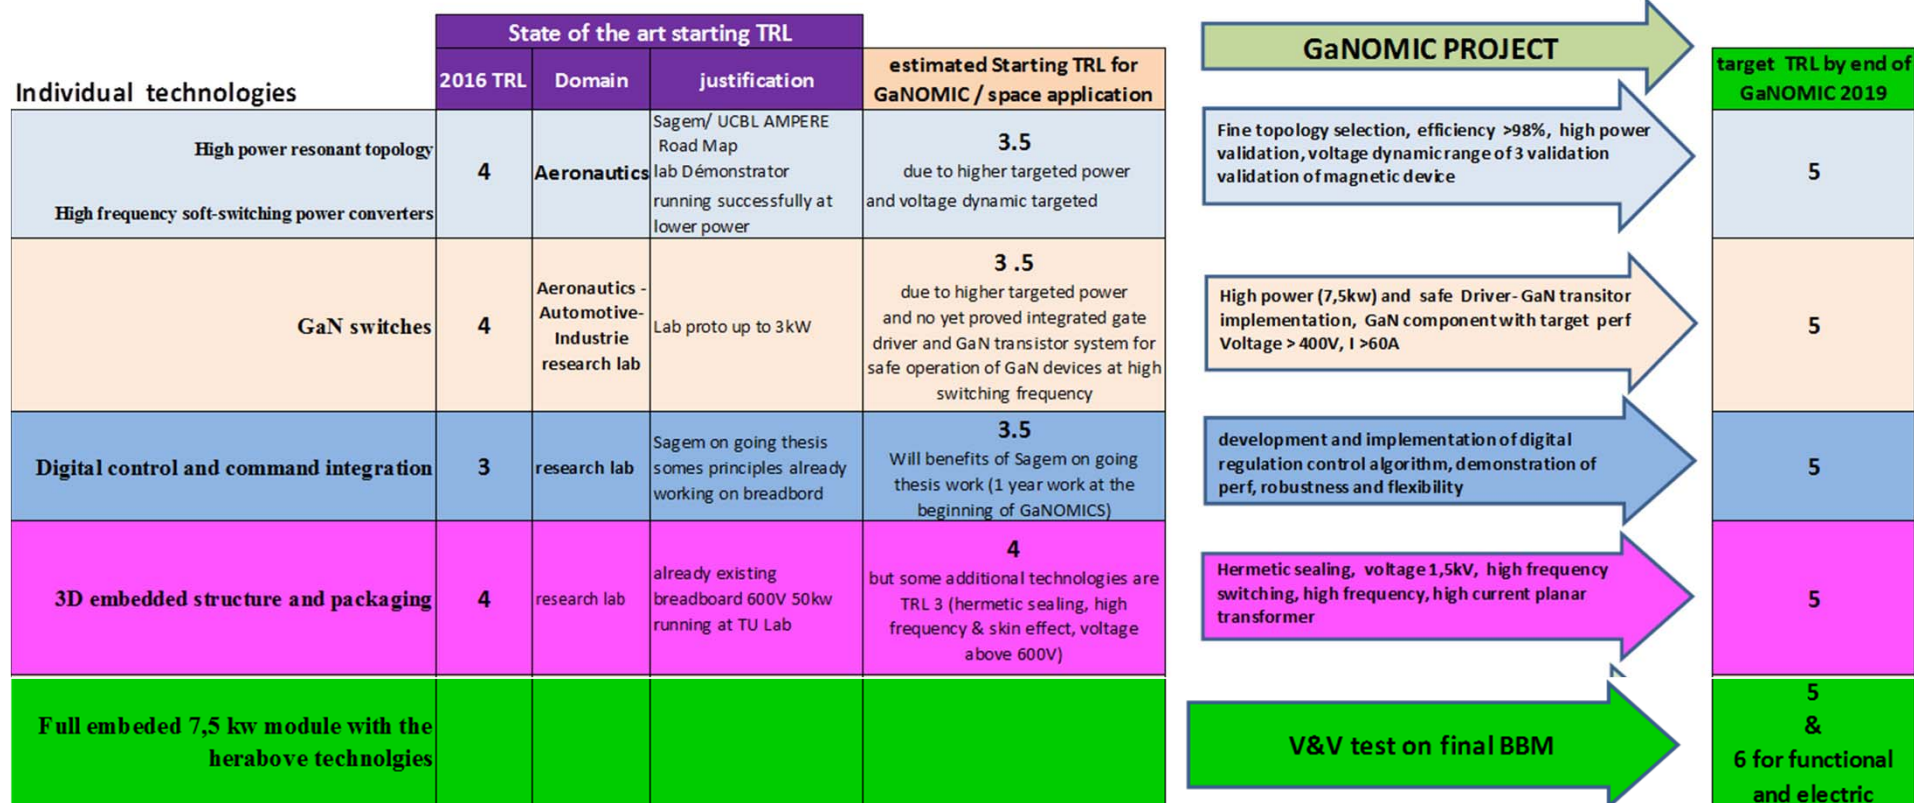 State of the art starting TRL
GaNOMIC PROJECT
Individual technologies
2016 TRL
Domain
justification
estimated Starting TRL for
GaNOMIC / space application
target TRL by end of
GaNOMIC 2019
High power resonant topology
High frequency soft-switching power converters
4
Aeronautics
Sagem/ UCBL AMPERE
Road Map
lab Démonstrator
running successfully at
lower power
3.5
due to higher targeted power
and voltage dynamic targeted
Fine topology selection, efficiency >98%, high power
validation, voltage dynamic range of 3 validation
validation of magnetic device
5
GaN switches
4
Aeronautics -
Automotive-
Industrie
research lab
Lab proto up to 3kW
3 .5
due to higher targeted power
and no yet proved integrated gate
driver and GaN transistor system for
safe operation of GaN devices at high
switching frequency
High power (7,5kw) and safe Driver- GaN transitor
implementation, GaN component with target perf
Voltage > 400V, I >60A
5
Digital control and command integration
3
research lab
Sagem on going thesis
somes principles already
working on breadbord
3.5
Will benefits of Sagem on going
thesis work (1 year work at the
beginning of GaNOMICS)
development and implementation of digital
regulation control algorithm, demonstration of
perf, robustness and flexibility
5
3D embedded structure and packaging
4
research lab
already existing
breadboard 600V 50kw
running at TU Lab
4
but some additional technologies are
TRL 3 (hermetic sealing, high
frequency & skin effect, voltage
above 600V)
Hermetic sealing, voltage 1,5kV, high frequency
switching, high frequency, high current planar
transformer
5
Full embeded 7,5 kw module with the
herabove technolgies
V&V test on final BBM
5
&
6 for functional
and electric